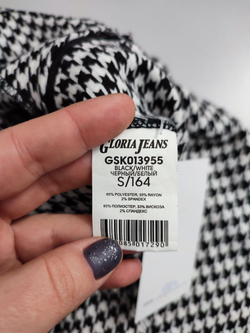 GLORIA JEANS
GSK013955
BLACK/WHITE
ЧЕРНЫЙ/БЕЛЫЙ
S/164
65% POLYESTER, 33% RAYON
2% SPANDEX
65% ПОЛИЭСТЕР, 33% ВИСКОЗА
2% СПАНДЕКС